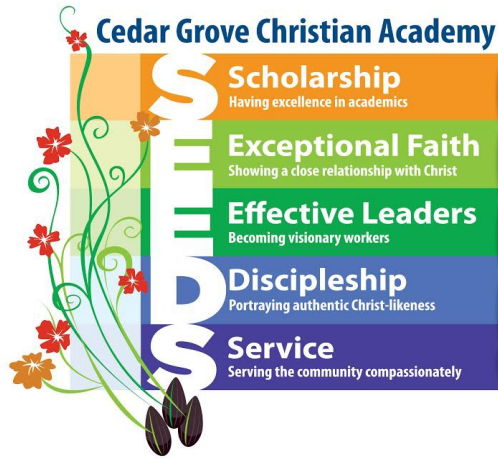 Cedar Grove Christian Academy
SEEDS
Scholarship
Having excellence in academics
Exceptional Faith
Showing a close relationship with Christ
Effective Leaders
Becoming visionary workers
Discipleship
Portraying authentic Christ-likeness
Service
Serving the community compassionately